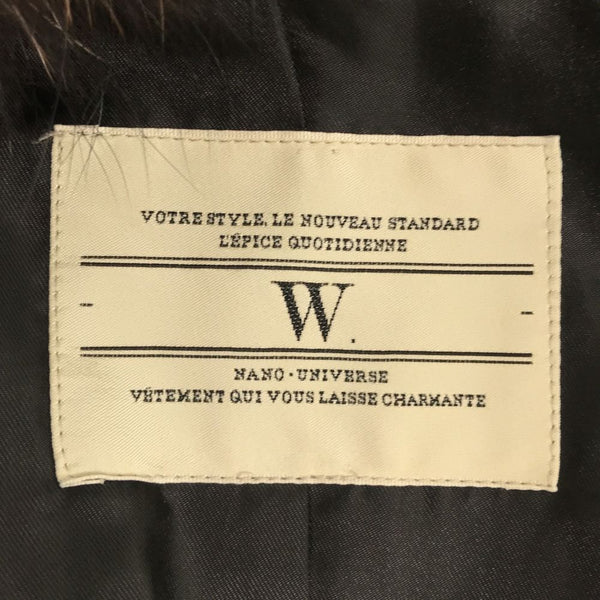 VOTRE STYLE, LE NOUVEAU STANDARD
L'ÉPICE QUOTIDIENNE
W.
NANO · UNIVERSE
VÊTEMENT QUI VOUS LAISSE CHARMANTE